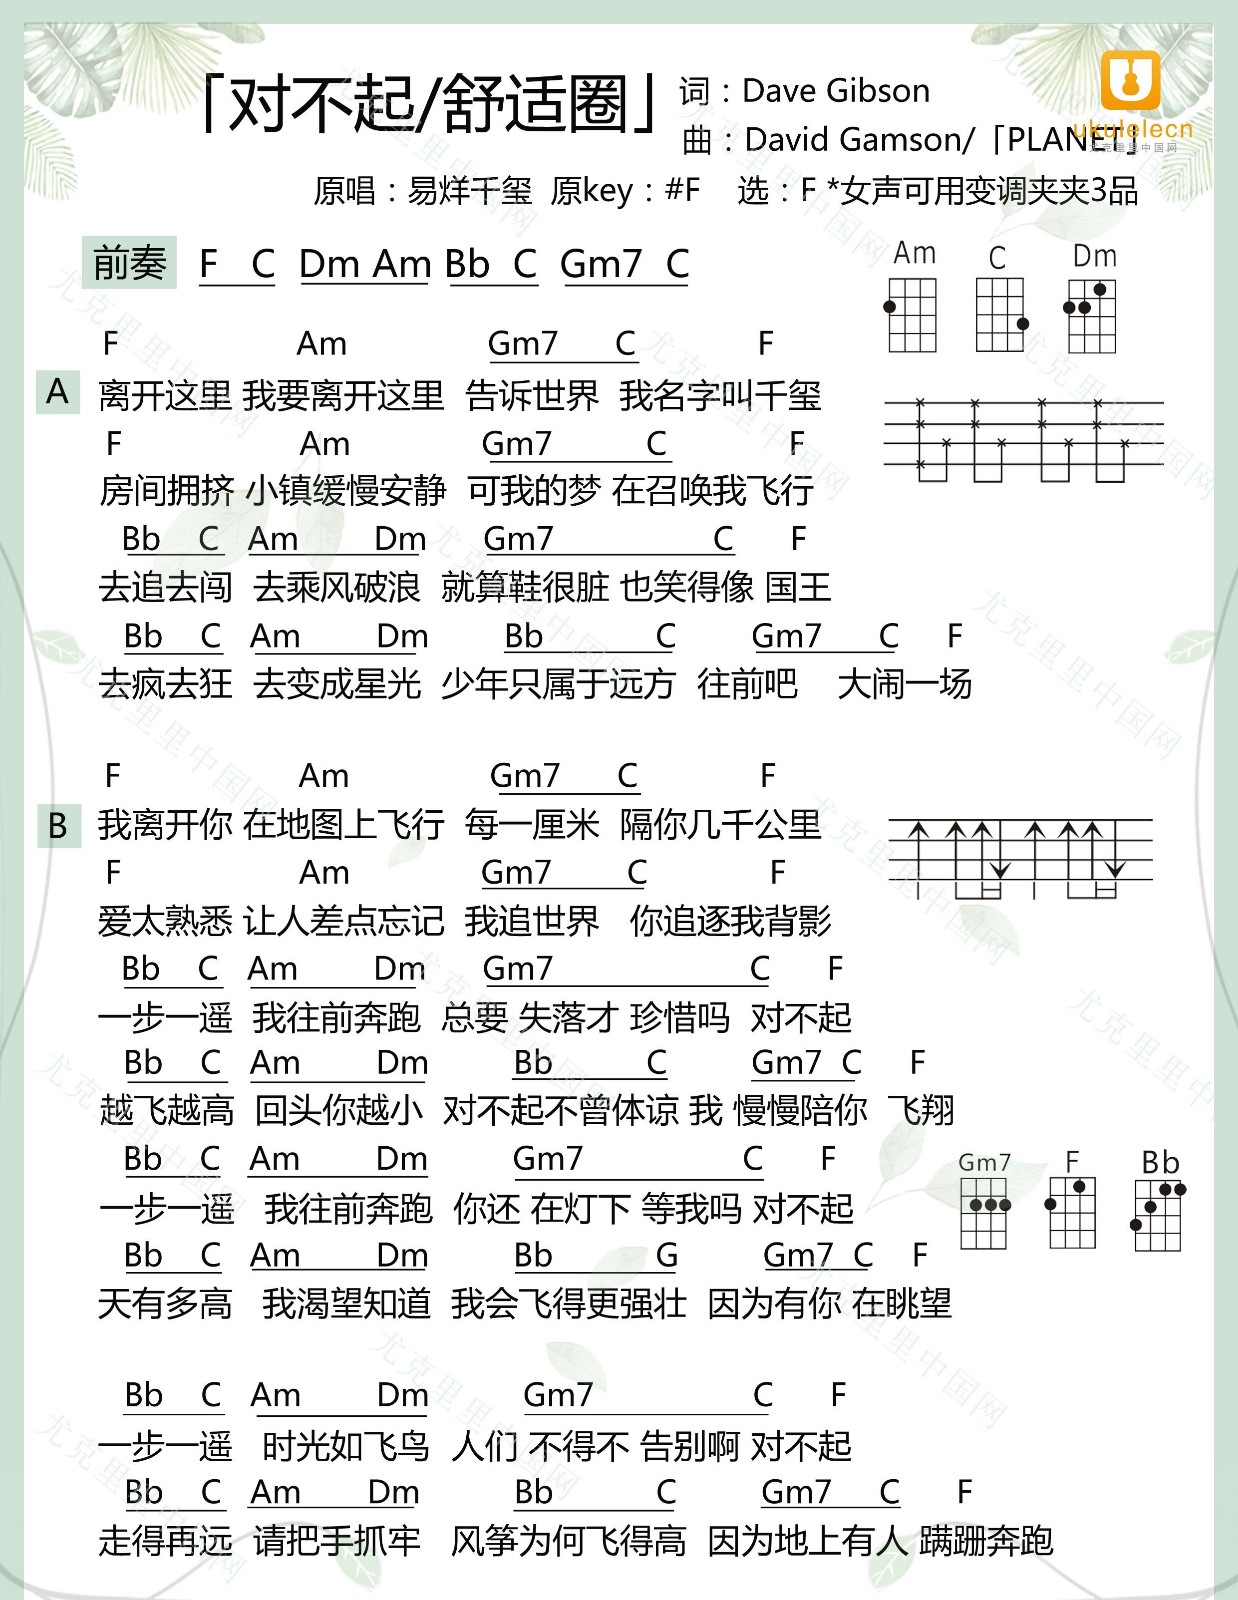 「对不起/舒适圈」
词：Dave Gibson
曲：David Gamson/「PLANET」
ukulelecn
尤克里里中国网
原唱：易烊千玺 原key：#F 选：F *女声可用变调夹夹3品
前奏 F C Dm Am Bb C Gm7 C
Am C Dm
F Am Gm7 C F
A 离开这里 我要离开这里 告诉世界 我名字叫千玺
F Am Gm7 C F
房间拥挤 小镇缓慢安静 可我的梦 在召唤我飞行
Bb C Am Dm Gm7 C F
去追去闯 去乘风破浪 就算鞋很脏 也笑得像 国王
Bb C Am Dm Bb C Gm7 C F
去疯去狂 去变成星光 少年只属于远方 往前吧 大闹一场
F Am Gm7 C F
B 我离开你 在地图上飞行 每一厘米 隔你几千公里
F Am Gm7 C F
爱太熟悉 让人差点忘记 我追世界 你追逐我背影
Bb C Am Dm Gm7 C F
一步一遥 我往前奔跑 总要 失落才 珍惜吗 对不起
Bb C Am Dm Bb C Gm7 C F
越飞越高 回头你越小 对不起不曾体谅 我 慢慢陪你 飞翔
Bb C Am Dm Gm7 C F
一步一遥 我往前奔跑 你还 在灯下 等我吗 对不起
Gm7 F Bb
Bb C Am Dm Bb G Gm7 C F
天有多高 我渴望知道 我会飞得更强壮 因为有你 在眺望
Bb C Am Dm Gm7 C F
一步一遥 时光如飞鸟 人们 不得不 告别啊 对不起
Bb C Am Dm Bb C Gm7 C F
走得再远 请把手抓牢 风筝为何飞得高 因为地上有人 蹒跚奔跑